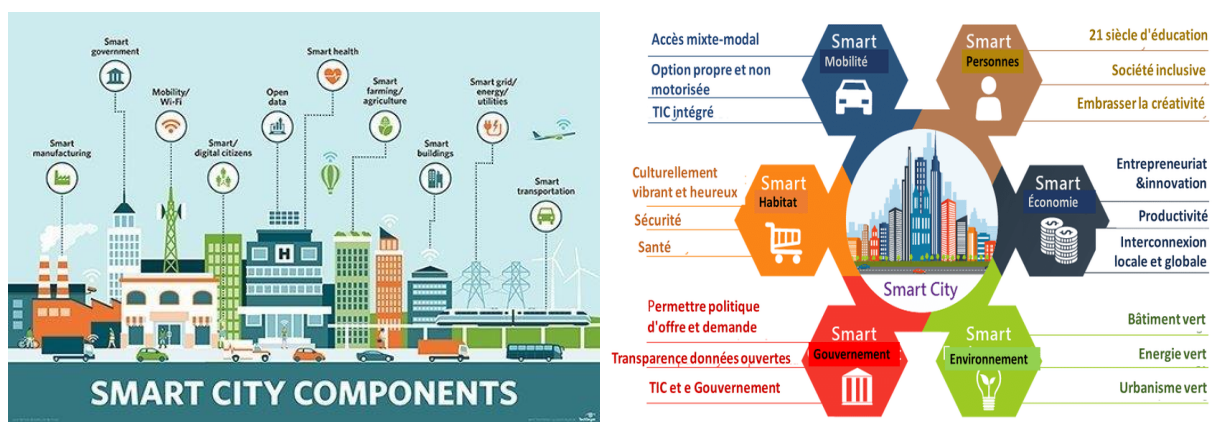 Smart
government
Smart health
Mobility/
Wi-Fi
Open
data
Smart
farming/
agriculture
Smart grid/
energy/
utilities
Smart
manufacturing
Smart/
digital citizens
Smart
buildings
Smart
transportation
H
SMART CITY COMPONENTS
Accès mixte-modal
Option propre et non
motorisée
TIC intégré
Smart
Mobilité
Smart
Personnes
21 siècle d'éducation
Société inclusive
Embrasser la créativité
Culturellement
vibrant et heureux
Sécurité
Santé
Smart
Habitat
Smart
Économie
Entrepreneuriat
&innovation
Productivité
Interconnexion
locale et globale
Smart City
Permettre politique
d'offre et demande
Transparence données ouvertes
TIC et e Gouvernement
Smart
Gouvernement
Smart
Environnement
Bâtiment vert
Energie vert
Urbanisme vert